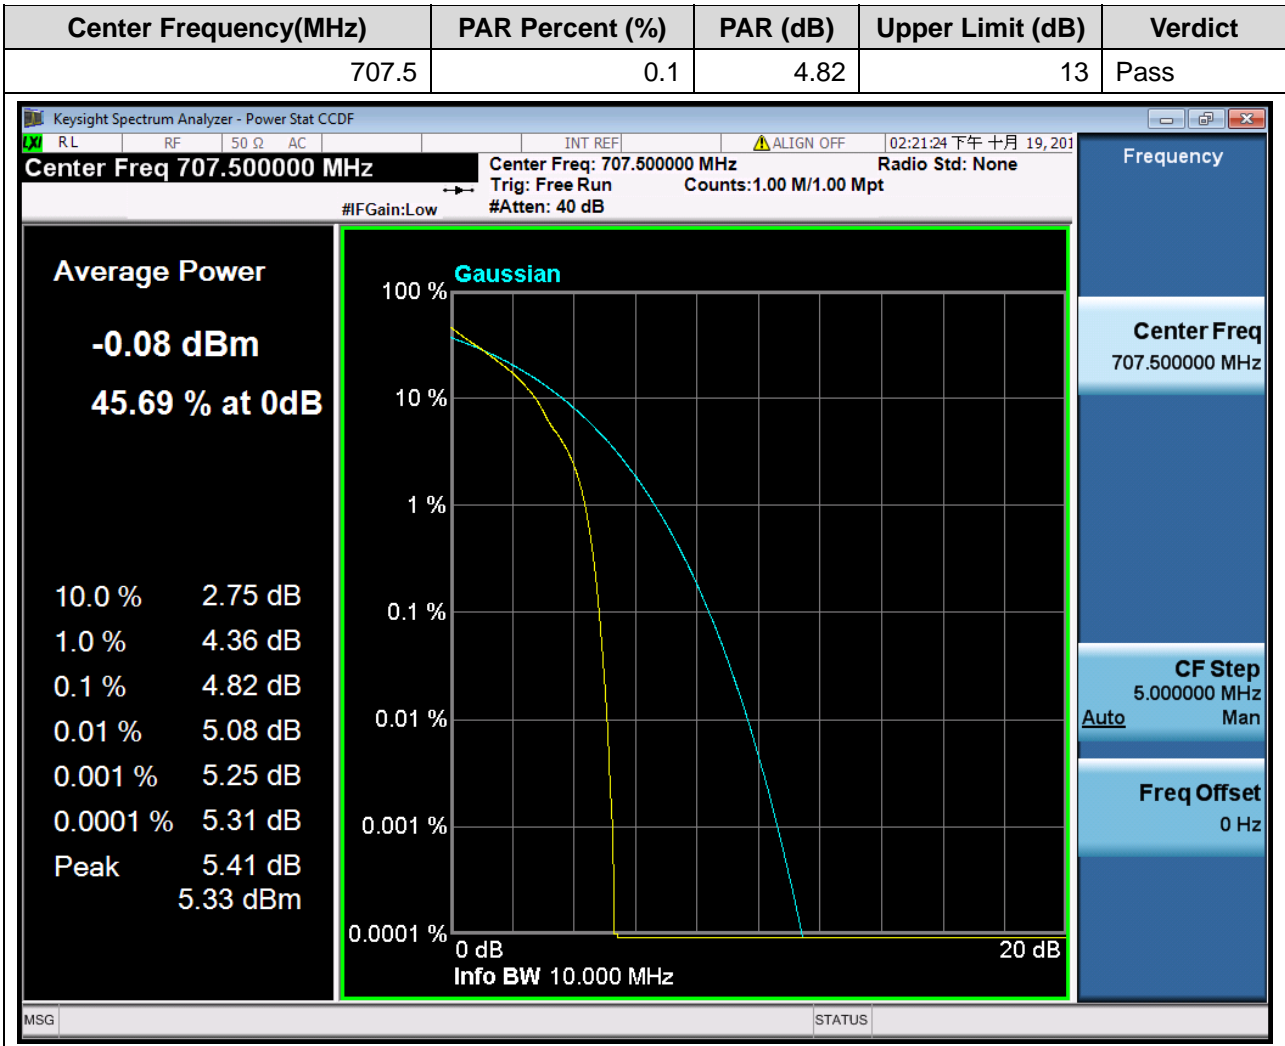 Center Frequency(MHz) PAR Percent (%) PAR (dB) Upper Limit (dB) Verdict
707.5 0.1 4.82 13 Pass
Keysight Spectrum Analyzer - Power Stat CCDF
LXI RL RF 50 Ω AC INT REF ALIGN OFF 02:21:24 下午 十月 19, 201
Center Freq 707.500000 MHz
Center Freq: 707.500000 MHz Radio Std: None
Trig: Free Run Counts:1.00 M/1.00 Mpt
#IFGain:Low #Atten: 40 dB
Average Power
-0.08 dBm
45.69 % at 0dB
10.0 % 2.75 dB
1.0 % 4.36 dB
0.1 % 4.82 dB
0.01 % 5.08 dB
0.001 % 5.25 dB
0.0001 % 5.31 dB
Peak 5.41 dB
5.33 dBm
Gaussian
100 %
10 %
1 %
0.1 %
0.01 %
0.001 %
0.0001 %
0 dB 20 dB
Info BW 10.000 MHz
Frequency
Center Freq
707.500000 MHz
CF Step
5.000000 MHz
Auto Man
Freq Offset
0 Hz
MSG STATUS